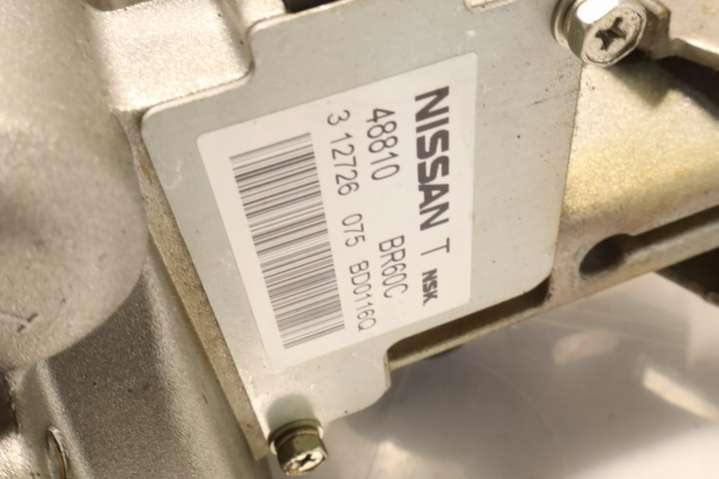 NISSAN T NSK
48810 BR60C
3 12726 075 BD0116Q